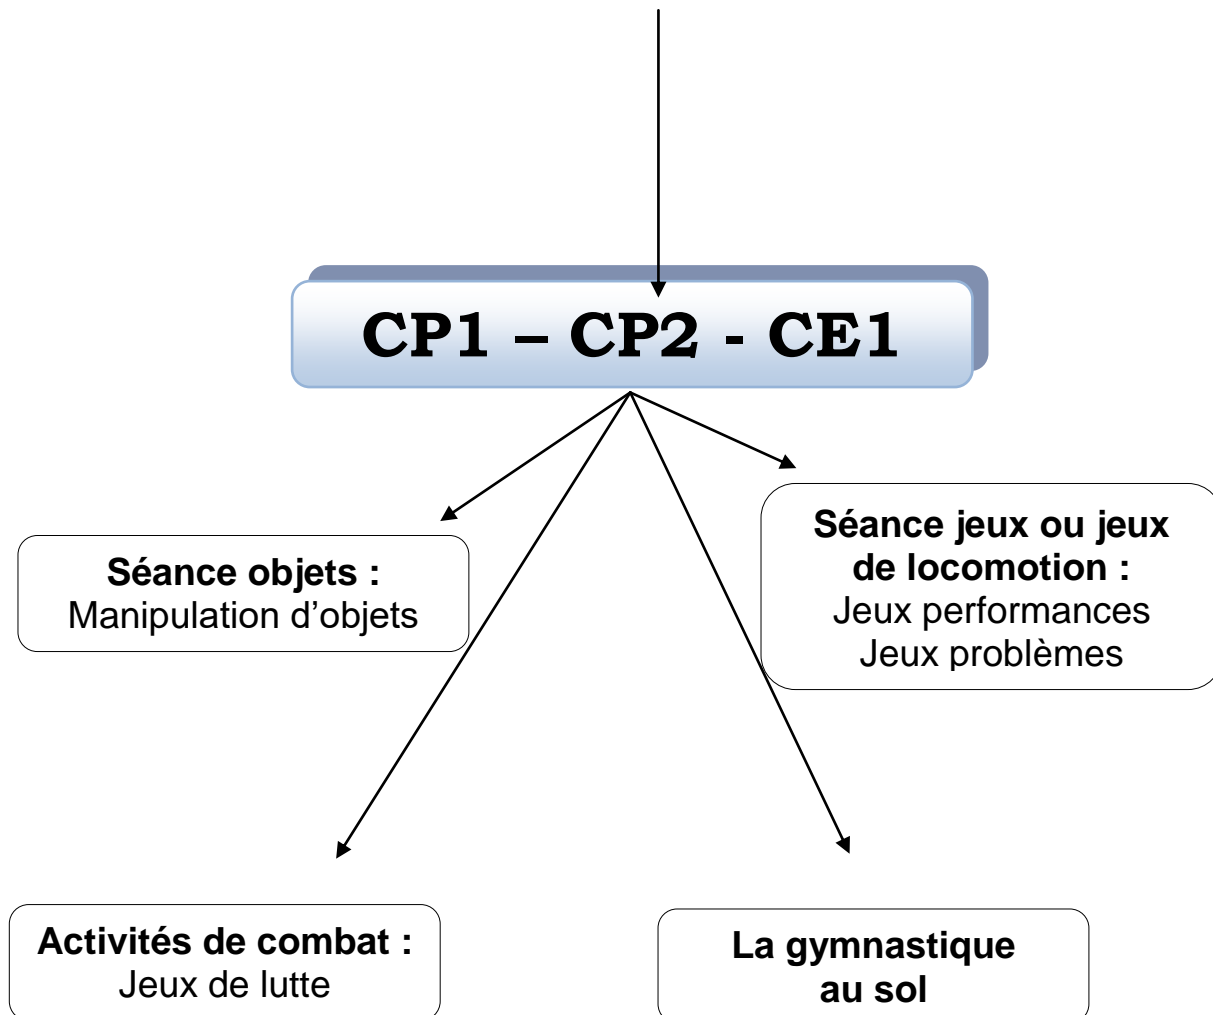 CP1 – CP2 - CE1
Séance objets :
Manipulation d’objets
Séance jeux ou jeux
de locomotion :
Jeux performances
Jeux problèmes
Activités de combat :
Jeux de lutte
La gymnastique
au sol